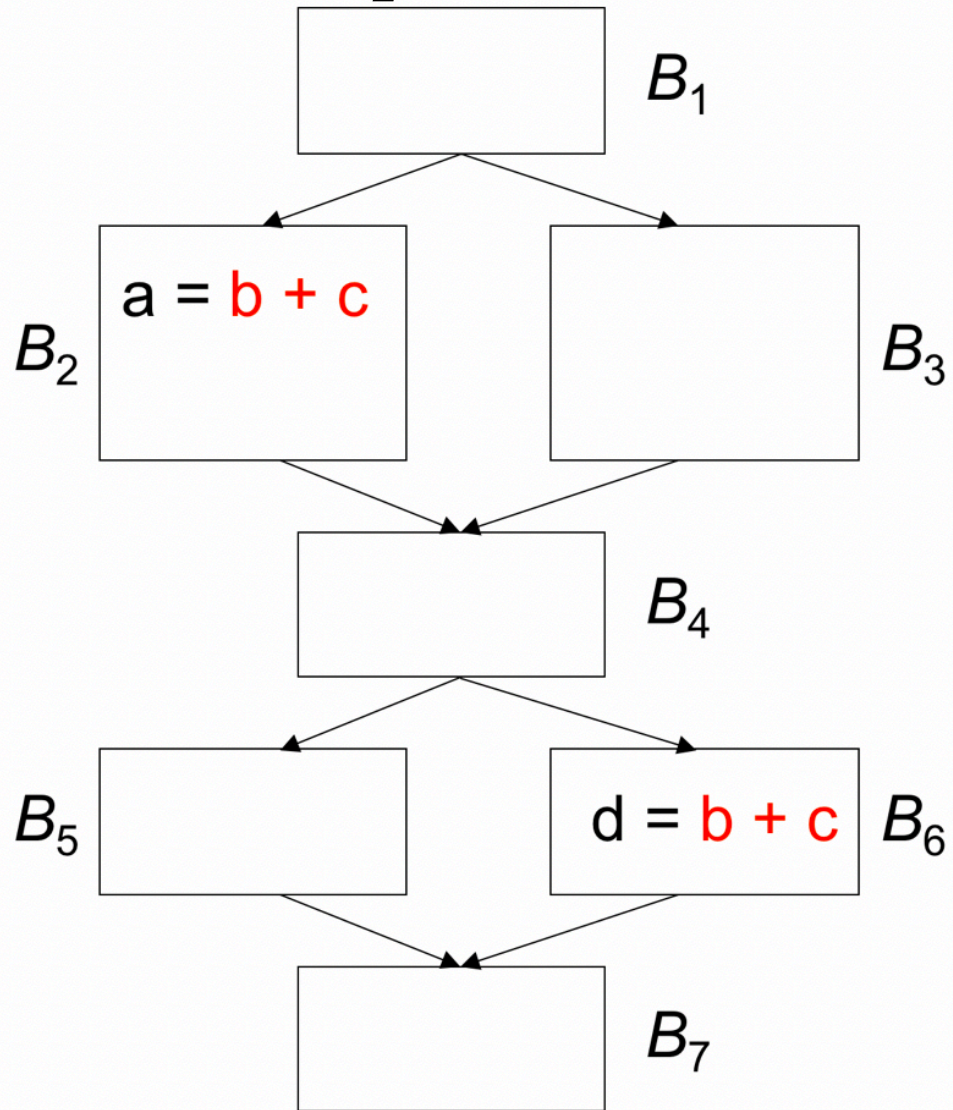 B₁
a = b + c
B₂
B₃
B₄
B₅
d = b + c
B₆
B₇